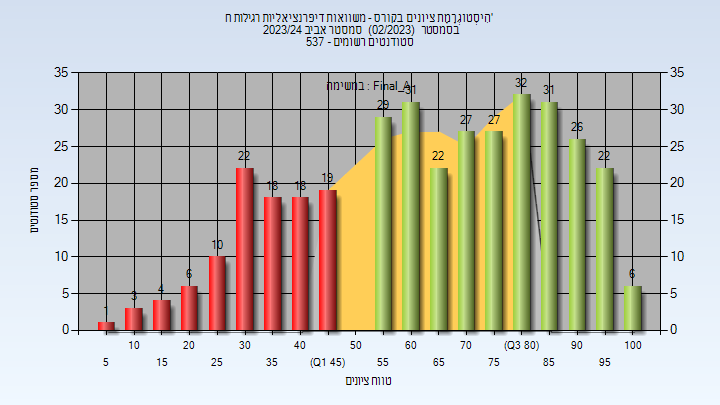 היסטוגרמת ציונים בקורס - משוואות דיפרנציאליות רגילות ח'
בסמסטר (02/2023) סמסטר אביב 2023/24
סטודנטים רשומים - 537
במשימה : Final_A
35 35
30 30
25 25
20 20
15 15
10 10
5 5
0 0
1 3 4 6 10 22 18 18 19 29 31 22 27 27 32 31 26 22 6
מספר סטודנטים
10 20 30 40 50 60 70 (Q3 80) 90 100
5 15 25 35 (Q1 45) 55 65 75 85 95
טווח ציונים